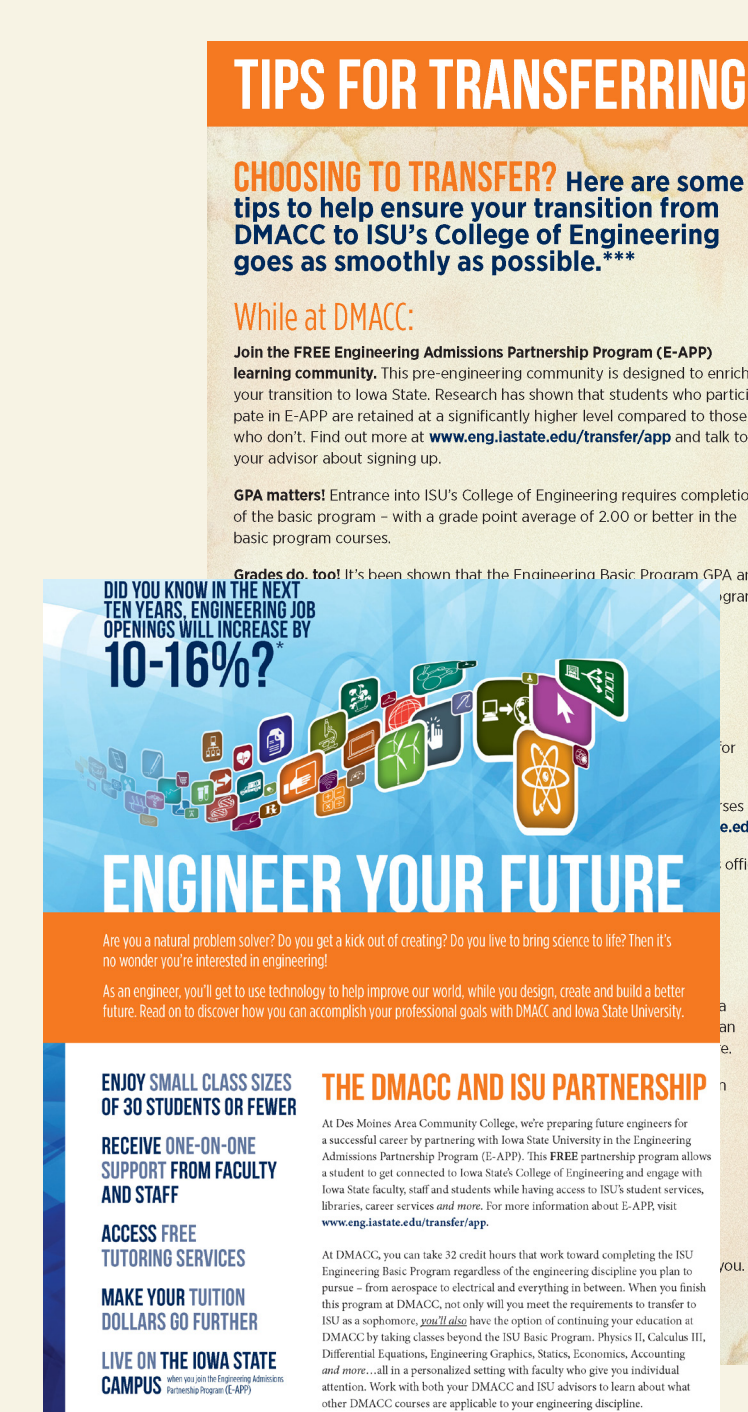 TIPS FOR TRANSFERRING
CHOOSING TO TRANSFER? Here are some
tips to help ensure your transition from
DMACC to ISU's College of Engineering
goes as smoothly as possible.***
While at DMACC:
Join the FREE Engineering Admissions Partnership Program (E-APP)
learning community. This pre-engineering community is designed to enrich
your transition to Iowa State. Research has shown that students who partici
pate in E-APP are retained at a significantly higher level compared to those
who don't. Find out more at www.eng.iastate.edu/transfer/app and talk to
your advisor about signing up.
GPA matters! Entrance into ISU's College of Engineering requires completio
of the basic program – with a grade point average of 2.00 or better in the
basic program courses.
Grades do, too! It's been shown that the Engineering Basic Program GPA ar
DID YOU KNOW IN THE NEXT
TEN YEARS, ENGINEERING JOB
OPENINGS WILL INCREASE BY
10-16%?*
for
rses
e.ed
offi
ENGINEER YOUR FUTURE
Are you a natural problem solver? Do you get a kick out of creating? Do you live to bring science to life? Then it's
no wonder you're interested in engineering!
As an engineer, you'll get to use technology to help improve our world, while you design, create and build a better
future. Read on to discover how you can accomplish your professional goals with DMACC and Iowa State University.
a
an
e.
n
you.
ENJOY SMALL CLASS SIZES
OF 30 STUDENTS OR FEWER
RECEIVE ONE-ON-ONE
SUPPORT FROM FACULTY
AND STAFF
ACCESS FREE
TUTORING SERVICES
MAKE YOUR TUITION
DOLLARS GO FURTHER
LIVE ON THE IOWA STATE
CAMPUS when you join the Engineering Admissions
Partnership Program (E-APP)
THE DMACC AND ISU PARTNERSHIP
At Des Moines Area Community College, we're preparing future engineers for
a successful career by partnering with Iowa State University in the Engineering
Admissions Partnership Program (E-APP). This FREE partnership program allows
a student to get connected to Iowa State's College of Engineering and engage with
Iowa State faculty, staff and students while having access to ISU's student services,
libraries, career services and more. For more information about E-APP, visit
www.eng.iastate.edu/transfer/app.
At DMACC, you can take 32 credit hours that work toward completing the ISU
Engineering Basic Program regardless of the engineering discipline you plan to
pursue – from aerospace to electrical and everything in between. When you finish
this program at DMACC, not only will you meet the requirements to transfer to
ISU as a sophomore, you'll also have the option of continuing your education at
DMACC by taking classes beyond the ISU Basic Program. Physics II, Calculus III,
Differential Equations, Engineering Graphics, Statics, Economics, Accounting
and more…all in a personalized setting with faculty who give you individual
attention. Work with both your DMACC and ISU advisors to learn about what
other DMACC courses are applicable to your engineering discipline.